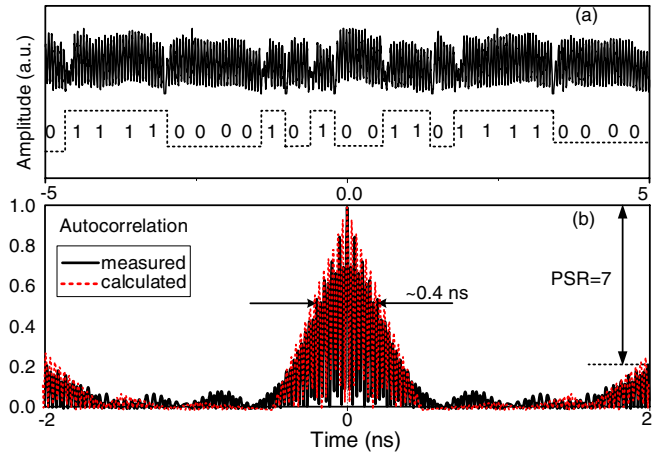 (a)
Amplitude (a.u.)
0 1 1 1 1 0 0 0 0 1 0 1 0 0 1 1 0 1 1 1 1 0 0 0 0
-5 0.0 5
1.0 Autocorrelation (b)
measured
0.8 calculated
PSR=7
0.6 ~0.4 ns
0.4
0.2
0.0
-2 0 2
Time (ns)